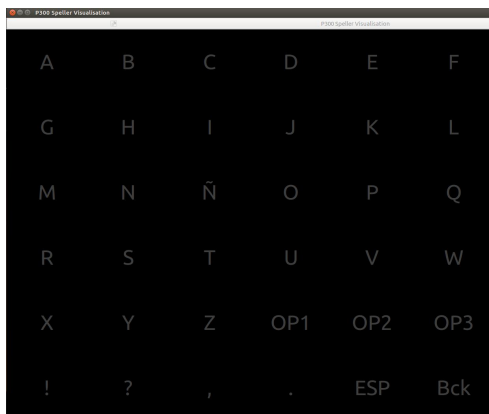 P300 Speller Visualisation
P300 Speller Visualisation
A B C D E F
G H I J K L
M N Ñ O P Q
R S T U V W
X Y Z OP1 OP2 OP3
! ? , . ESP Bck